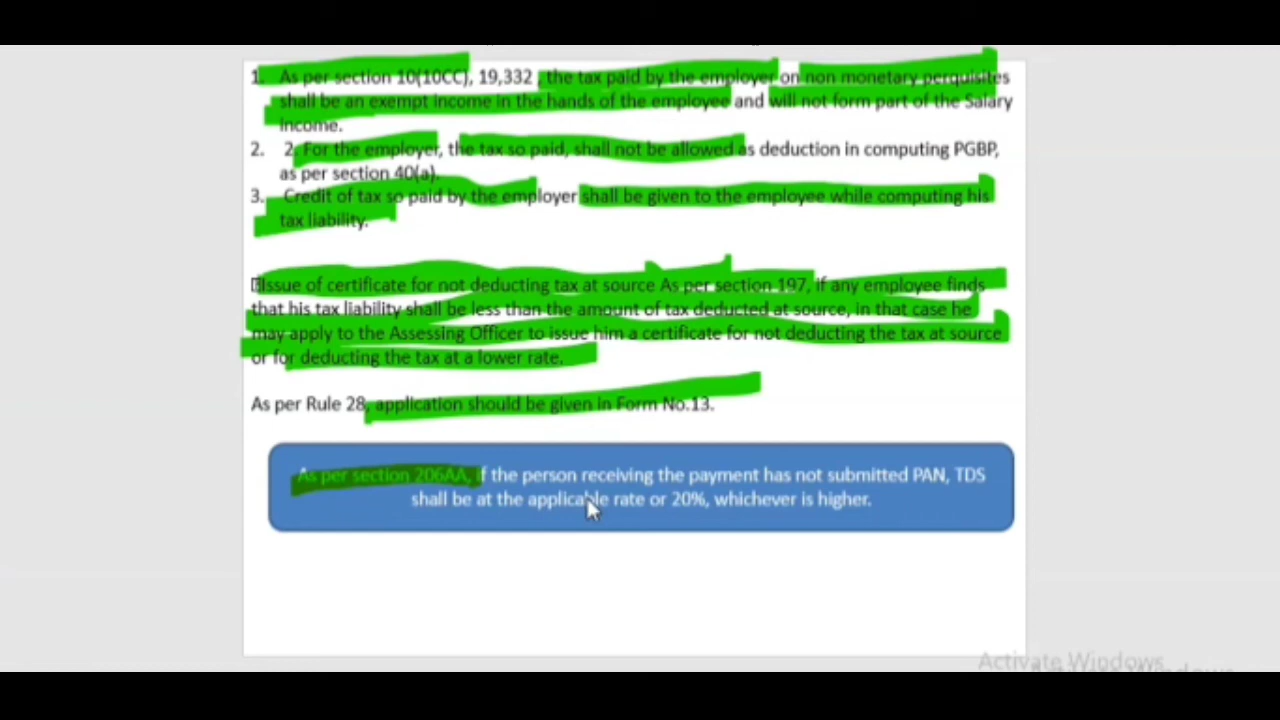 1. As per section 10(10CC), 19,332 , the tax paid by the employer on non monetary perquisites
shall be an exempt income in the hands of the employee and will not form part of the Salary
Income.
2. 2. For the employer, the tax so paid, shall not be allowed as deduction in computing PGBP,
as per section 40(a).
3. Credit of tax so paid by the employer shall be given to the employee while computing his
tax liability.
Issue of certificate for not deducting tax at source As per section 197, if any employee finds
that his tax liability shall be less than the amount of tax deducted at source, in that case he
may apply to the Assessing Officer to issue him a certificate for not deducting the tax at source
or for deducting the tax at a lower rate.
As per Rule 28, application should be given in Form No.13.
As per section 206AA, if the person receiving the payment has not submitted PAN, TDS
shall be at the applicable rate or 20%, whichever is higher.
Activate Windows